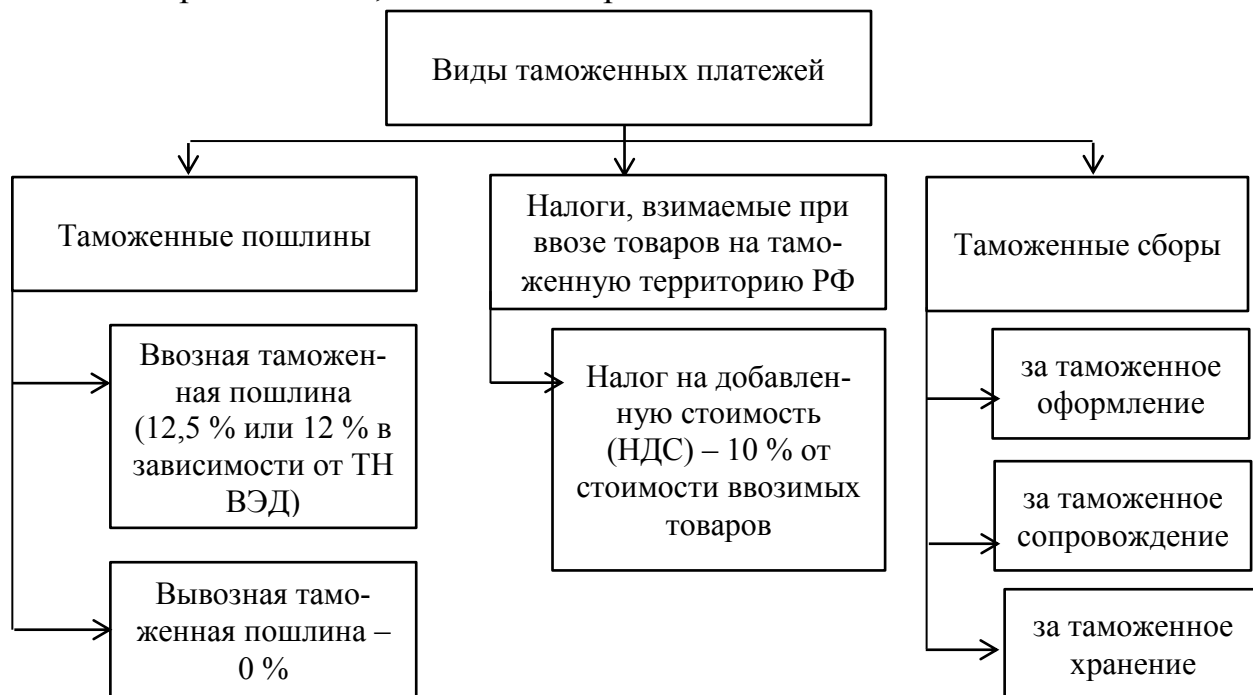 Виды таможенных платежей
Таможенные пошлины
Ввозная таможен-
ная пошлина
(12,5 % или 12 % в
зависимости от ТН
ВЭД)
Вывозная тамо-
женная пошлина –
0 %
Налоги, взимаемые при
ввозе товаров на тамо-
женную территорию РФ
Налог на добавлен-
ную стоимость
(НДС) – 10 % от
стоимости ввозимых
товаров
Таможенные сборы
за таможенное
оформление
за таможенное
сопровождение
за таможенное
хранение